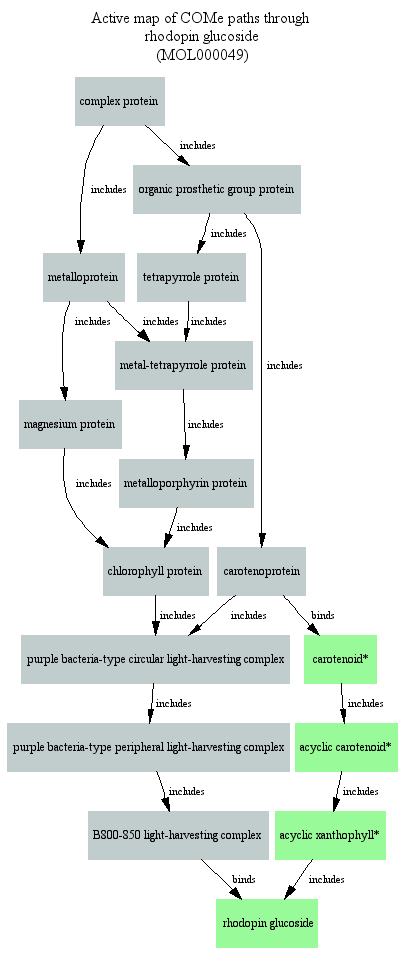 Active map of COMe paths through
rhodopin glucoside
(MOL000049)
complex protein
includes
includes
organic prosthetic group protein
includes
metalloprotein
tetrapyrrole protein
includes
includes
includes
includes
metal-tetrapyrrole protein
magnesium protein
includes
includes
metalloporphyrin protein
includes
chlorophyll protein
carotenoprotein
includes
includes
binds
purple bacteria-type circular light-harvesting complex
carotenoid*
includes
includes
purple bacteria-type peripheral light-harvesting complex
acyclic carotenoid*
includes
includes
B800-850 light-harvesting complex
acyclic xanthophyll*
binds
includes
rhodopin glucoside